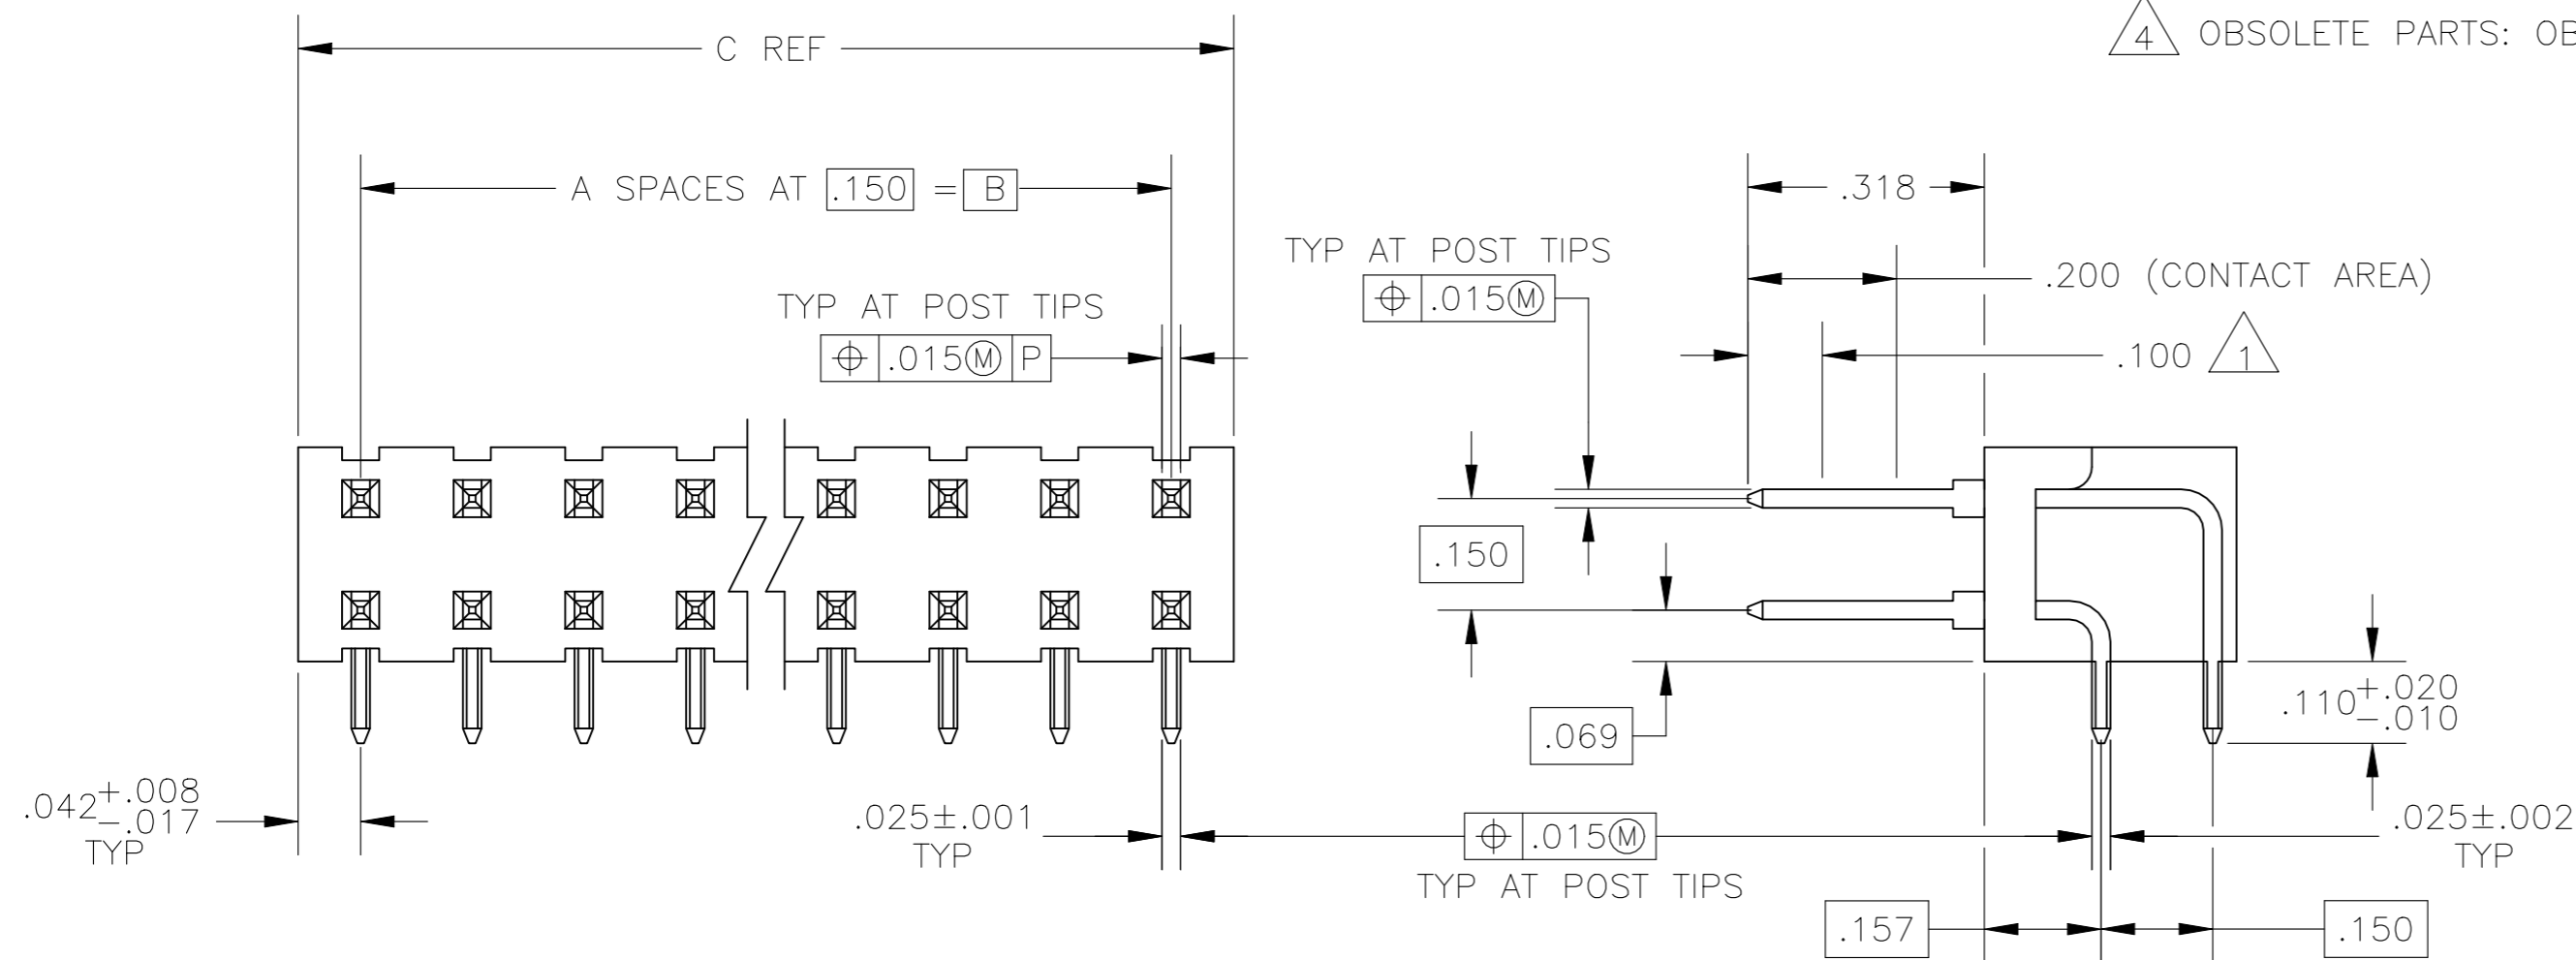 C REF
4 OBSOLETE PARTS: OB
A SPACES AT .150 = B
.318
TYP AT POST TIPS
⌖ .015Ⓜ
.200 (CONTACT AREA)
TYP AT POST TIPS
⌖ .015Ⓜ P
.100 1
.150
.069
.110 +.020
-.010
.042 +.008
-.017
TYP
.025±.001
TYP
⌖ .015Ⓜ
TYP AT POST TIPS
.025±.002
TYP
.157
.150